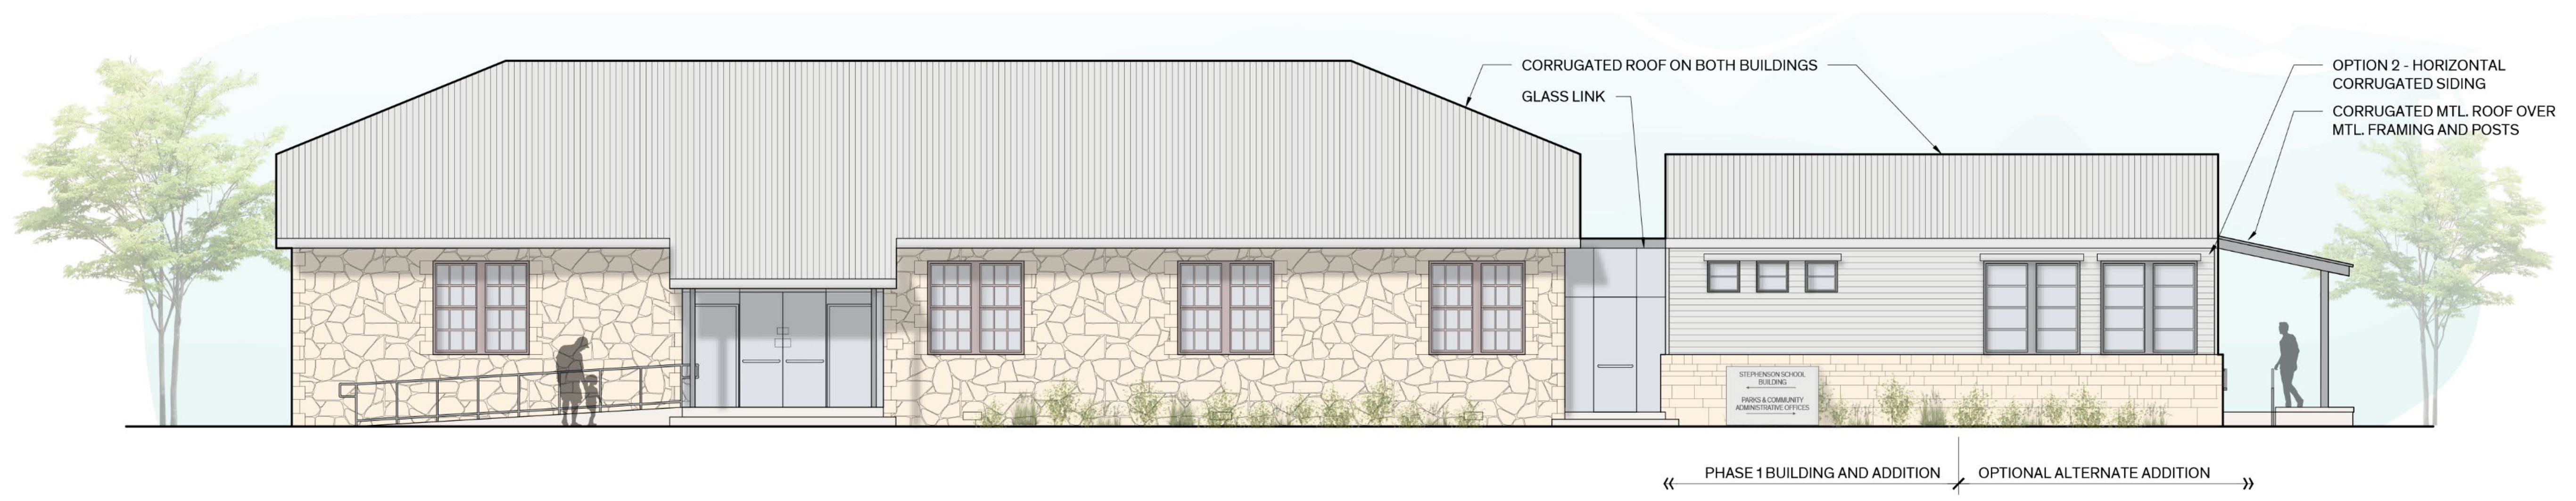 CORRUGATED ROOF ON BOTH BUILDINGS
GLASS LINK
OPTION 2 - HORIZONTAL
CORRUGATED SIDING
CORRUGATED MTL. ROOF OVER
MTL. FRAMING AND POSTS
STEPHENSON SCHOOL
BUILDING
PARKS & COMMUNITY
ADMINISTRATIVE OFFICES
PHASE 1 BUILDING AND ADDITION
OPTIONAL ALTERNATE ADDITION